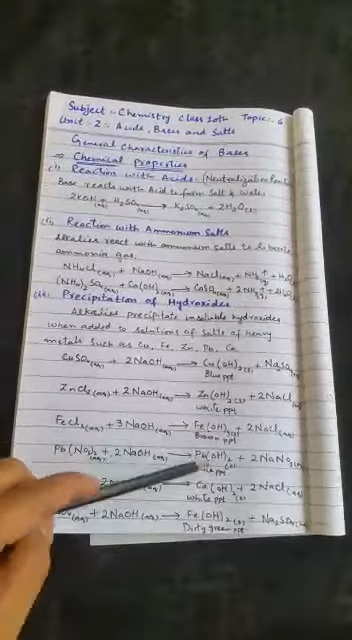 Subject :- Chemistry Class 10th Topic:- 6
Unit :- 2 :- Acids, Bases and Salts
General Characteristics of Bases
⇒ Chemical Properties
(i) Reaction with Acids (Neutralization
Base reacts with Acid to form Salt & Water
2KOH(aq) + H₂SO₄(aq) → K₂SO₄(aq) + 2H₂O(l)
(ii) Reaction with Ammonium Salts
Alkalies react with ammonium salts to
ammonia gas.
NH₄Cl(aq) + NaOH(aq) → NaCl(aq) + NH₃(g)↑ + H₂O
(NH₄)₂SO₄ + Ca(OH)₂(aq) → CaSO₄ + 2NH₃(g)↑ + 2H₂O
(iii) Precipitation of Hydroxides
Alkalies precipitate insoluble hydroxides
when added to solutions of salts of heavy
metals such as Cu, Fe, Zn, Pb, Ca
CuSO₄ + 2NaOH(aq) → Cu(OH)₂(s) + Na₂SO₄
Blue ppt
ZnCl₂(aq) + 2NaOH(aq) → Zn(OH)₂(s) + 2NaCl(aq)
white ppt
FeCl₃(aq) + 3NaOH(aq) → Fe(OH)₃(s) + 2NaCl(aq)
Brown ppt
Pb(NO₃)₂(aq) + 2NaOH(aq) → Pb(OH)₂(s) + 2NaNO₃
ppt
(aq) → Ca(OH)₂(s) + 2NaCl(aq)
white ppt
+ 2NaOH(aq) → Fe(OH)₂(s) + Na₂SO₄(aq)
Dirty green ppt